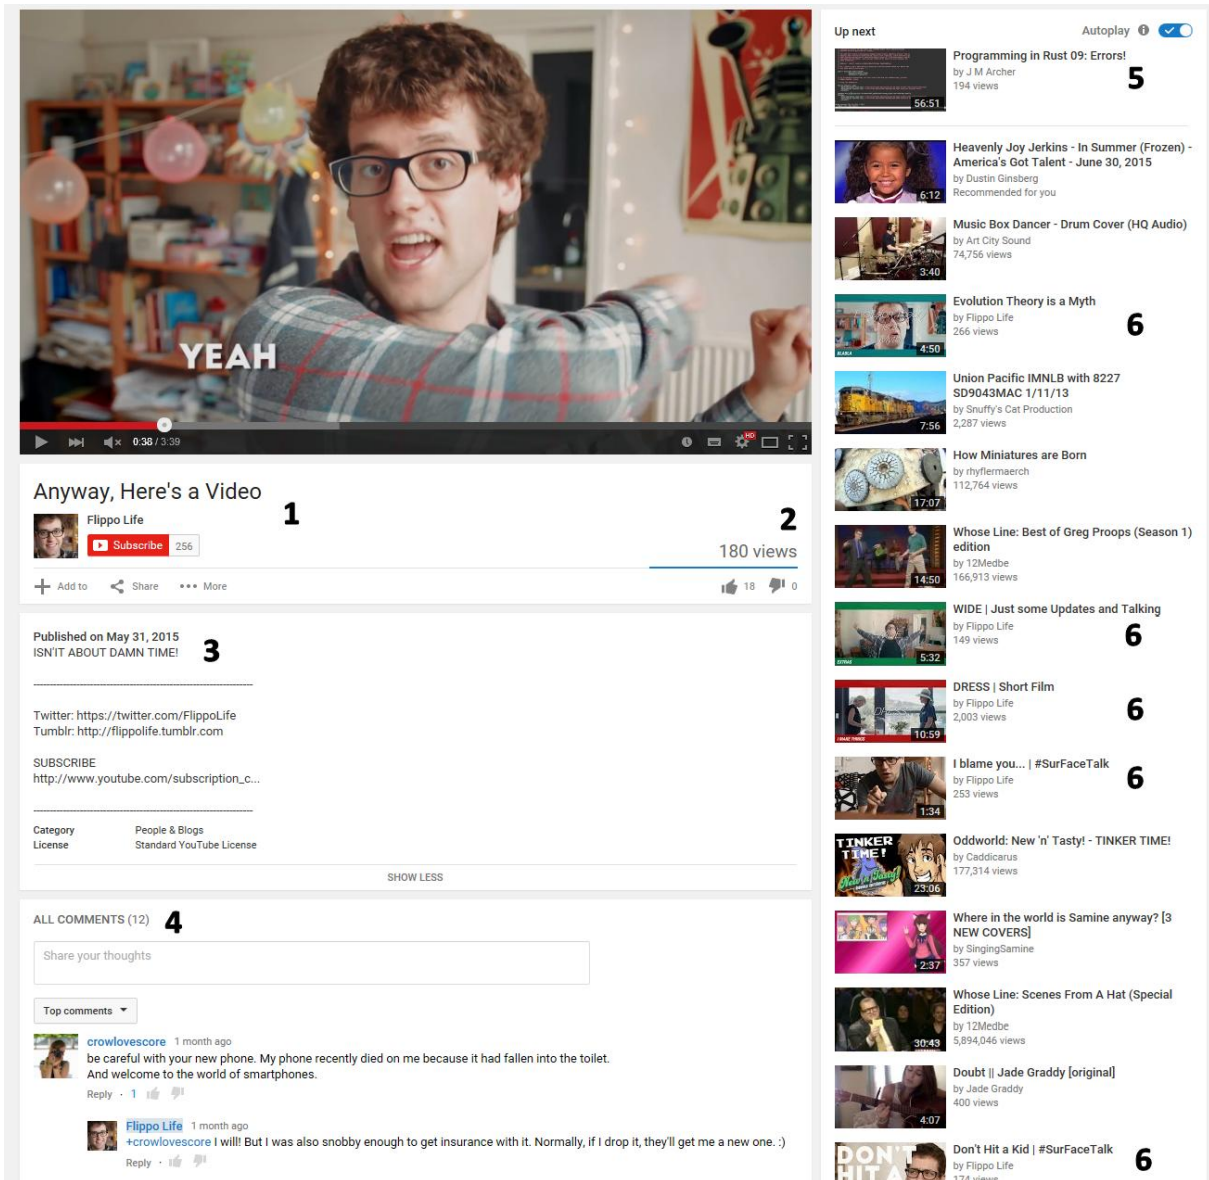 YEAH
0:38 / 3:39
HD
Anyway, Here's a Video
1
Flippo Life
Subscribe 256
2
180 views
Add to Share More
18 0
Published on May 31, 2015
ISN'IT ABOUT DAMN TIME!
3
Twitter: https://twitter.com/FlippoLife
Tumblr: http://flippolife.tumblr.com
SUBSCRIBE
http://www.youtube.com/subscription_c...
Category People & Blogs
License Standard YouTube License
SHOW LESS
ALL COMMENTS (12) 4
Share your thoughts
Top comments
crowlovescore 1 month ago
be careful with your new phone. My phone recently died on me because it had fallen into the toilet.
And welcome to the world of smartphones.
Reply · 1
Flippo Life 1 month ago
+crowlovescore I will! But I was also snobby enough to get insurance with it. Normally, if I drop it, they'll get me a new one. :)
Reply ·
Up next Autoplay
Programming in Rust 09: Errors!
by J M Archer
194 views
5
56:51
Heavenly Joy Jerkins - In Summer (Frozen) -
America's Got Talent - June 30, 2015
by Dustin Ginsberg
Recommended for you
6:12
Music Box Dancer - Drum Cover (HQ Audio)
by Art City Sound
74,756 views
3:40
Evolution Theory is a Myth
by Flippo Life
266 views
6
4:50
Union Pacific IMNLB with 8227
SD9043MAC 1/11/13
by Snuffy's Cat Production
2,287 views
7:56
How Miniatures are Born
by rhyflermaerch
112,764 views
17:07
Whose Line: Best of Greg Proops (Season 1)
edition
by 12Medbe
166,913 views
14:50
WIDE | Just some Updates and Talking
by Flippo Life
149 views
6
EXTRAS
5:32
DRESS | Short Film
by Flippo Life
2,003 views
6
I MAKE THINGS
10:59
I blame you... | #SurFaceTalk
by Flippo Life
253 views
6
1:34
Oddworld: New 'n' Tasty! - TINKER TIME!
by Caddicarus
177,314 views
TINKER
TIME!
New 'n' Tasty!
23:06
Where in the world is Samine anyway? [3
NEW COVERS]
by SingingSamine
357 views
2:37
Whose Line: Scenes From A Hat (Special
Edition)
by 12Medbe
5,894,046 views
30:43
Doubt || Jade Graddy [original]
by Jade Graddy
400 views
4:07
Don't Hit a Kid | #SurFaceTalk
by Flippo Life
174 views
6
DON'T
HIT A